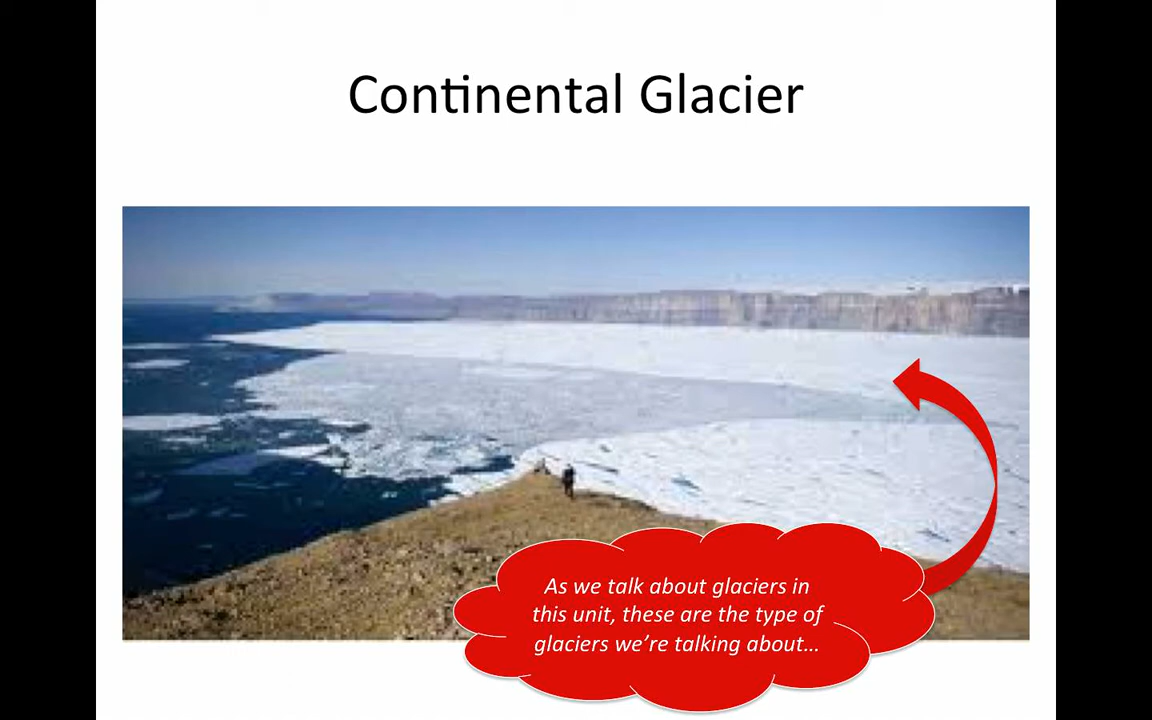 Continental Glacier
As we talk about glaciers in
this unit, these are the type of
glaciers we’re talking about…